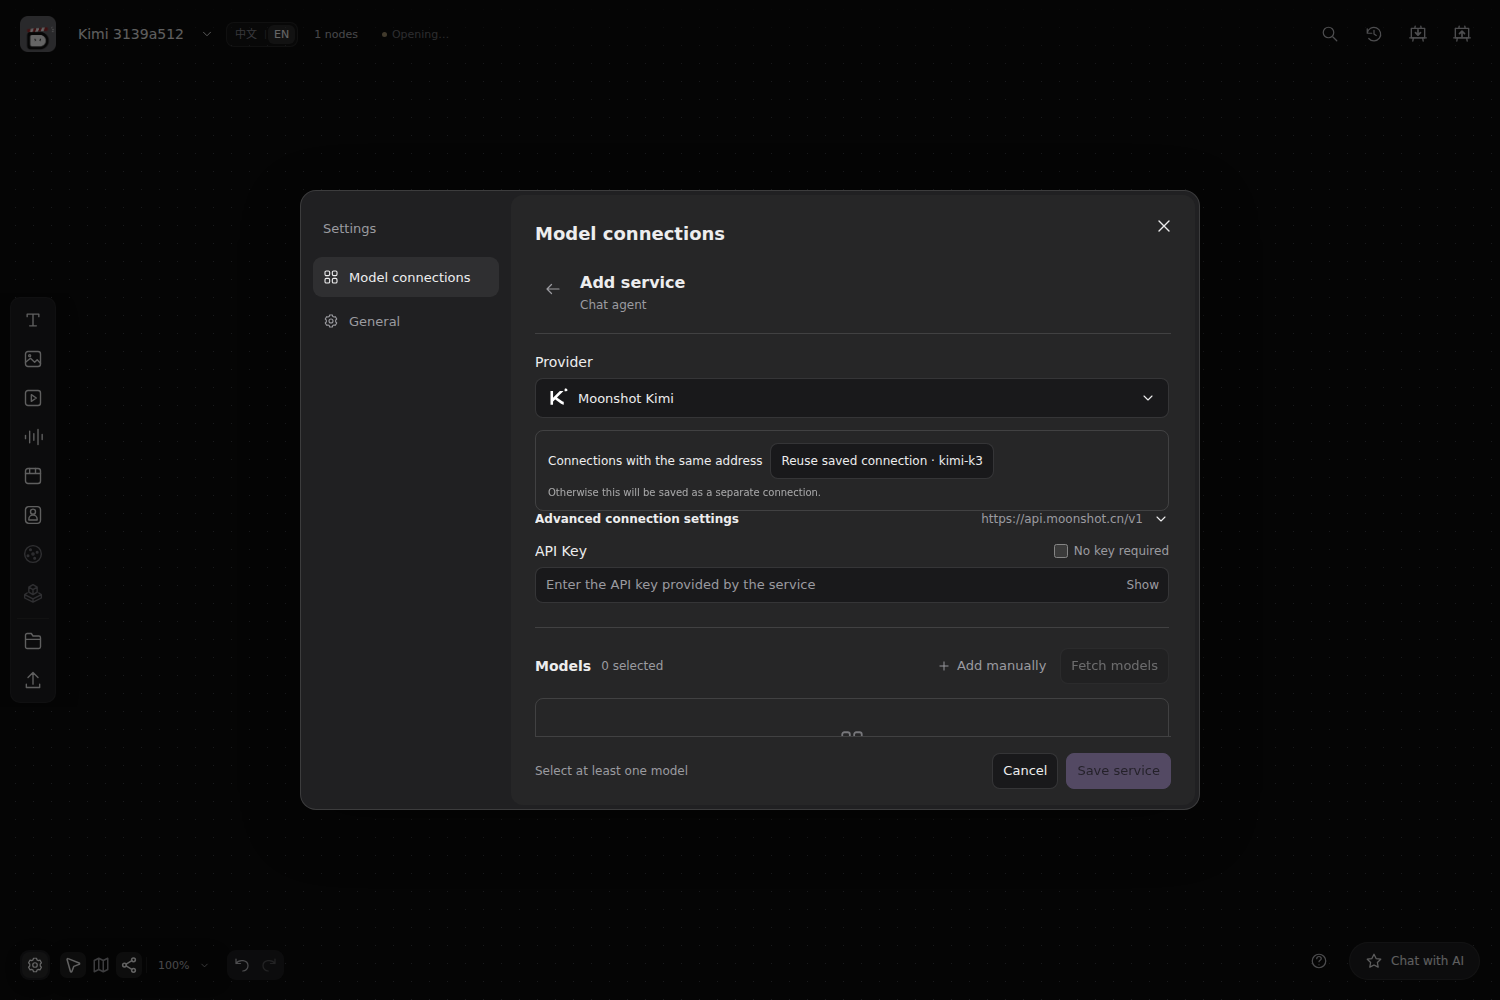 Kimi 3139a512
中文 EN
1 nodes
Opening...
Settings
Model connections
General
Model connections
Add service
Chat agent
Provider
Moonshot Kimi
Connections with the same address
Reuse saved connection · kimi-k3
Otherwise this will be saved as a separate connection.
Advanced connection settings
https://api.moonshot.cn/v1
API Key
No key required
Enter the API key provided by the service
Show
Models
0 selected
Add manually
Fetch models
Select at least one model
Cancel
Save service
100%
Chat with AI